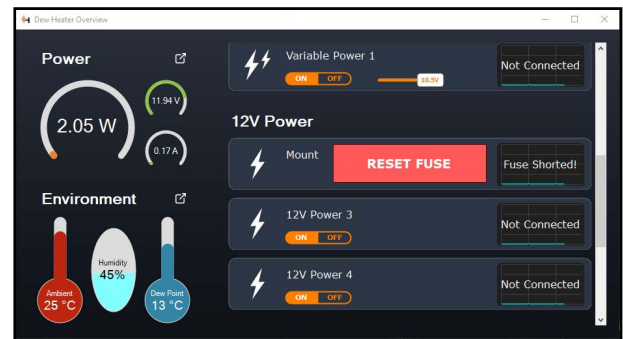 Dew Heater Overview
Power
2.05 W
11.94 V
0.17 A
Environment
Ambient
25 °C
Humidity
45%
Dew Point
13 °C
Variable Power 1
ON OFF
10.5V
Not Connected
12V Power
Mount
RESET FUSE
Fuse Shorted!
12V Power 3
ON OFF
Not Connected
12V Power 4
ON OFF
Not Connected